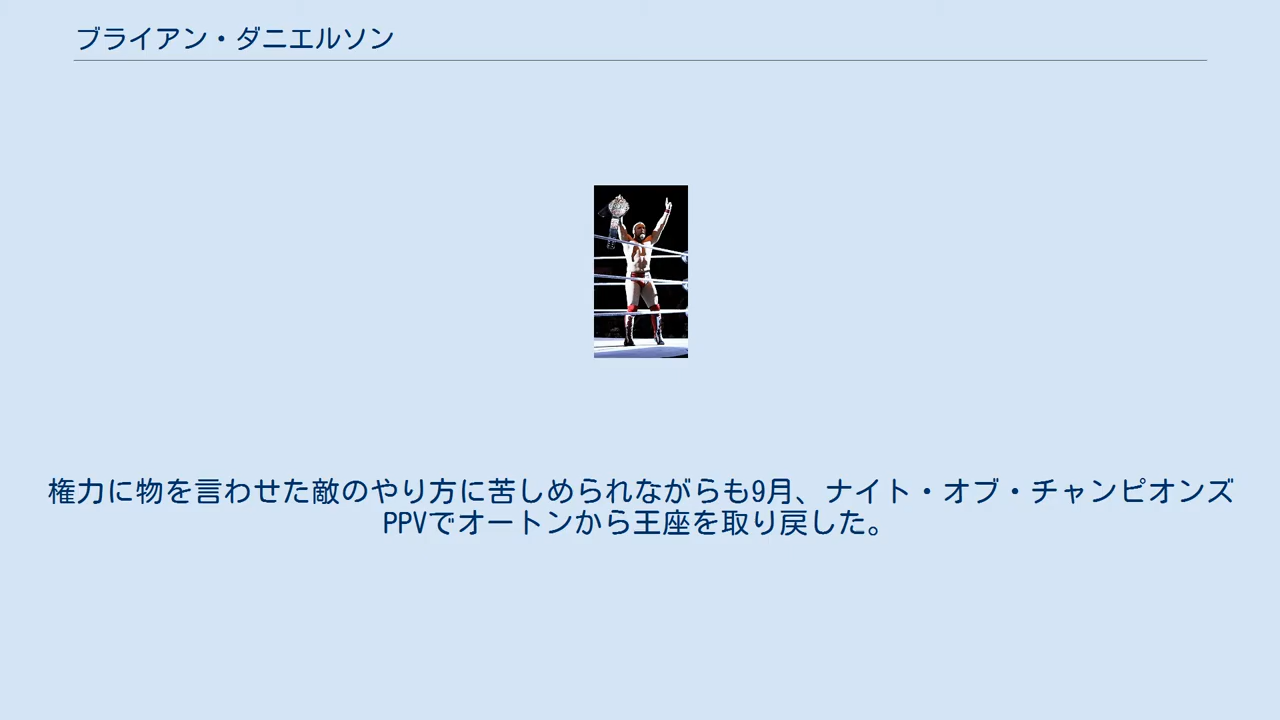 ブライアン・ダニエルソン
権力に物を言わせた敵のやり方に苦しめられながらも9月、ナイト・オブ・チャンピオンズ
PPVでオートンから王座を取り戻した。